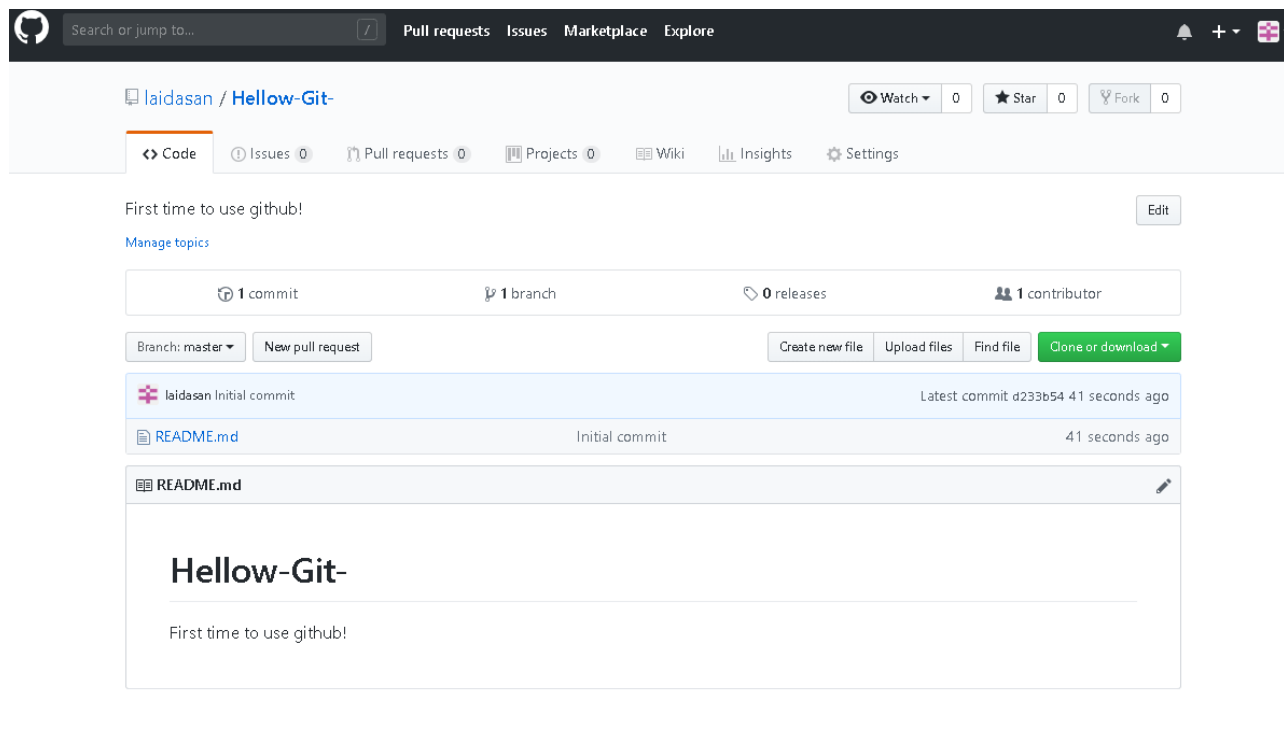 Search or jump to... / Pull requests Issues Marketplace Explore
laidasan / Hellow-Git- Watch 0 Star 0 Fork 0
Code Issues 0 Pull requests 0 Projects 0 Wiki Insights Settings
First time to use github! Edit
Manage topics
1 commit 1 branch 0 releases 1 contributor
Branch: master New pull request Create new file Upload files Find file Clone or download
laidasan Initial commit Latest commit d233b54 41 seconds ago
README.md Initial commit 41 seconds ago
README.md
Hellow-Git-
First time to use github!